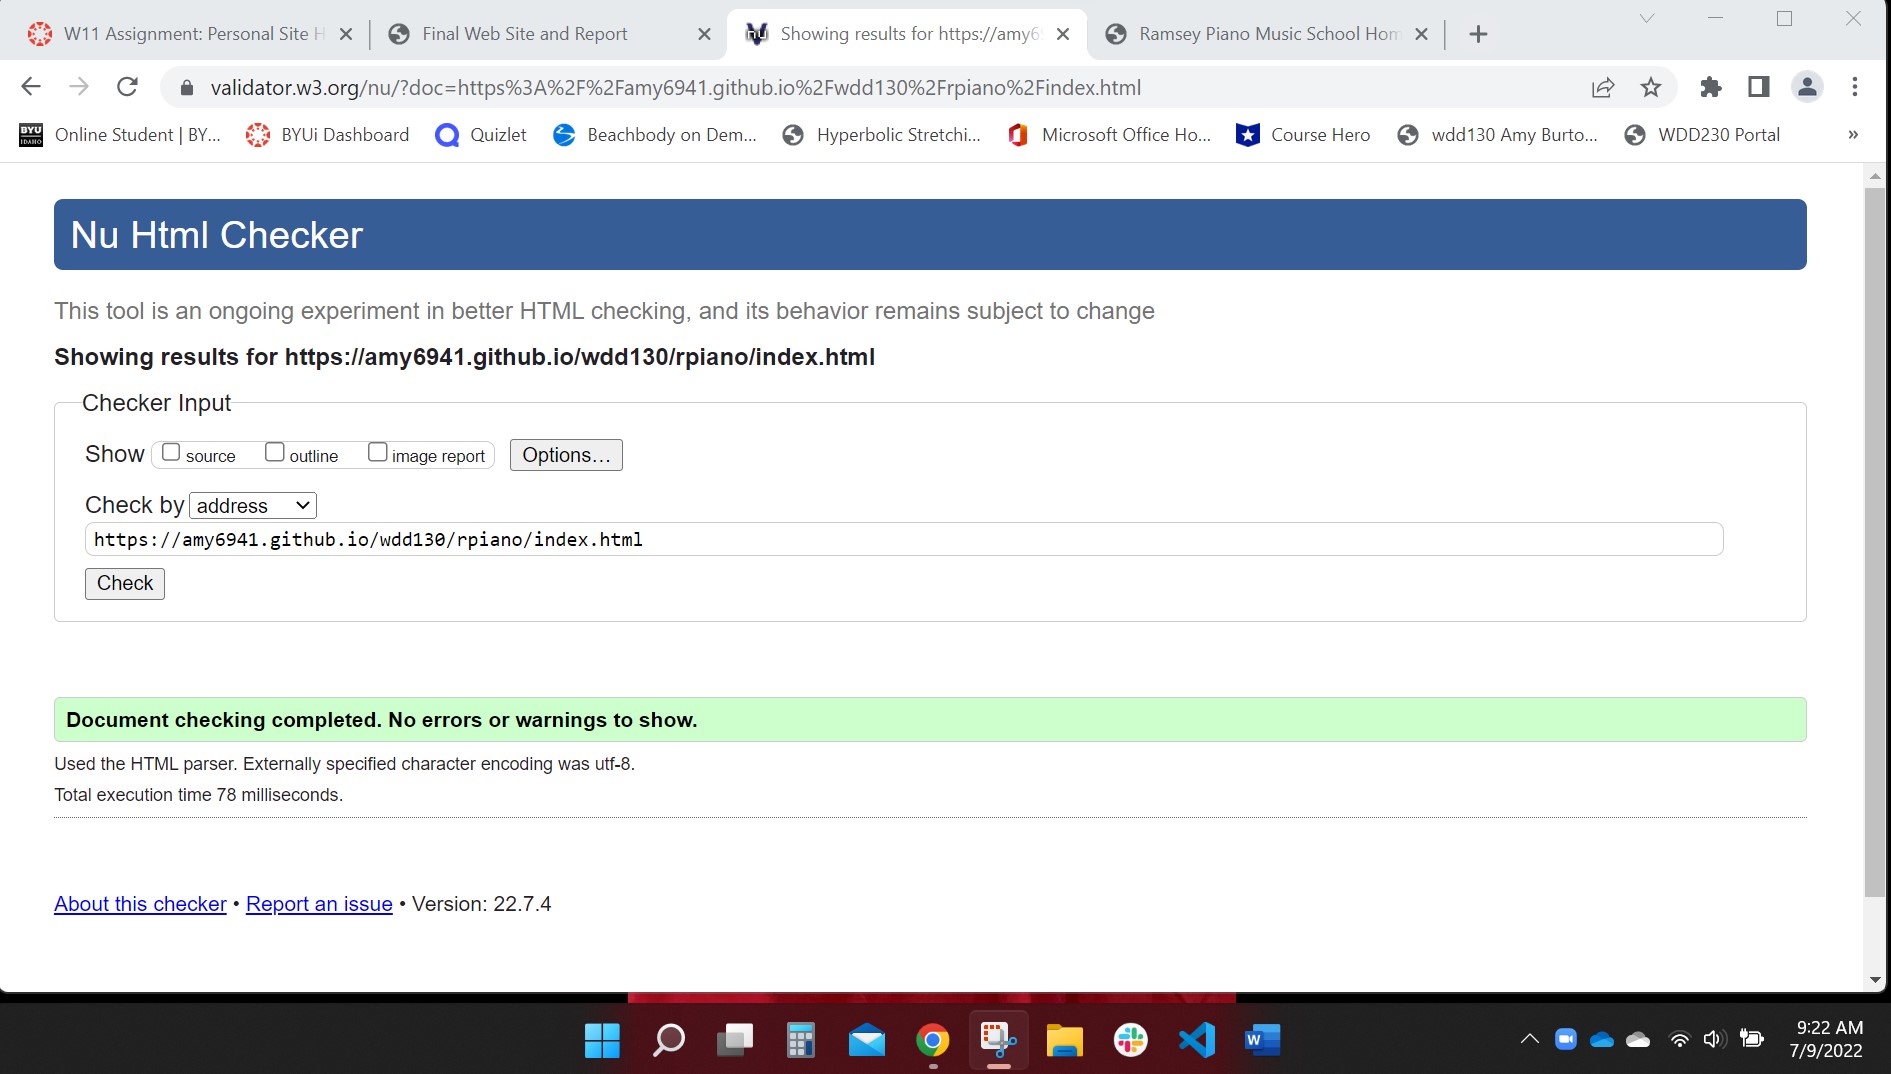 W11 Assignment: Personal Site H
Final Web Site and Report
Showing results for https://amy6
Ramsey Piano Music School Hom
validator.w3.org/nu/?doc=https%3A%2F%2Famy6941.github.io%2Fwdd130%2Frpiano%2Findex.html
BYU IDAHO Online Student | BY...
BYUi Dashboard
Quizlet
Beachbody on Dem...
Hyperbolic Stretchi...
Microsoft Office Ho...
Course Hero
wdd130 Amy Burto...
WDD230 Portal
»
Nu Html Checker
This tool is an ongoing experiment in better HTML checking, and its behavior remains subject to change
Showing results for https://amy6941.github.io/wdd130/rpiano/index.html
Checker Input
Show source outline image report Options...
Check by address
https://amy6941.github.io/wdd130/rpiano/index.html
Check
Document checking completed. No errors or warnings to show.
Used the HTML parser. Externally specified character encoding was utf-8.
Total execution time 78 milliseconds.
About this checker • Report an issue • Version: 22.7.4
9:22 AM
7/9/2022